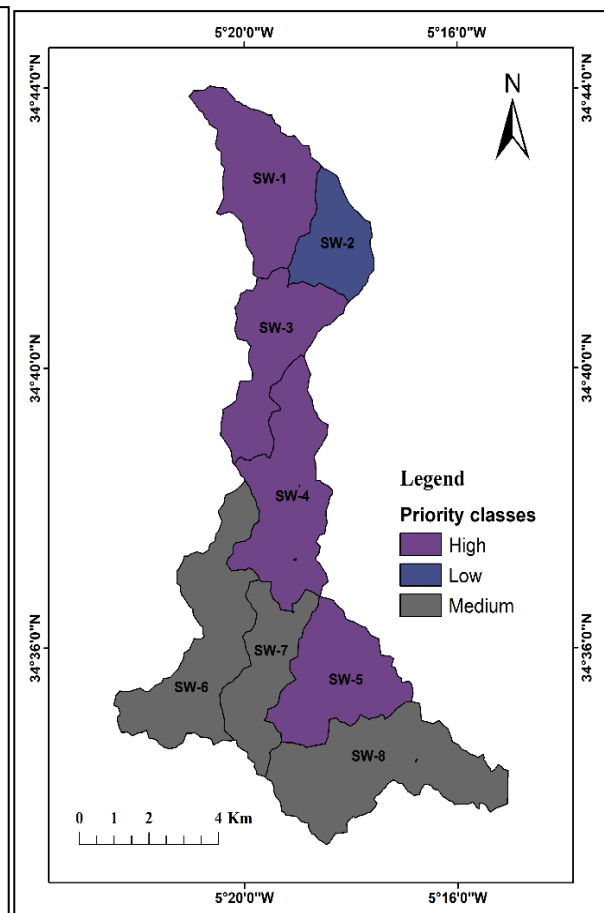 5°20'0"W 5°16'0"W
34°44'0"N 34°44'0"N
N
SW-1
SW-2
SW-3
34°40'0"N 34°40'0"N
SW-4
Legend
Priority classes
High
Low
Medium
34°36'0"N 34°36'0"N
SW-7
SW-5
SW-6
SW-8
0 1 2 4 Km
5°20'0"W 5°16'0"W